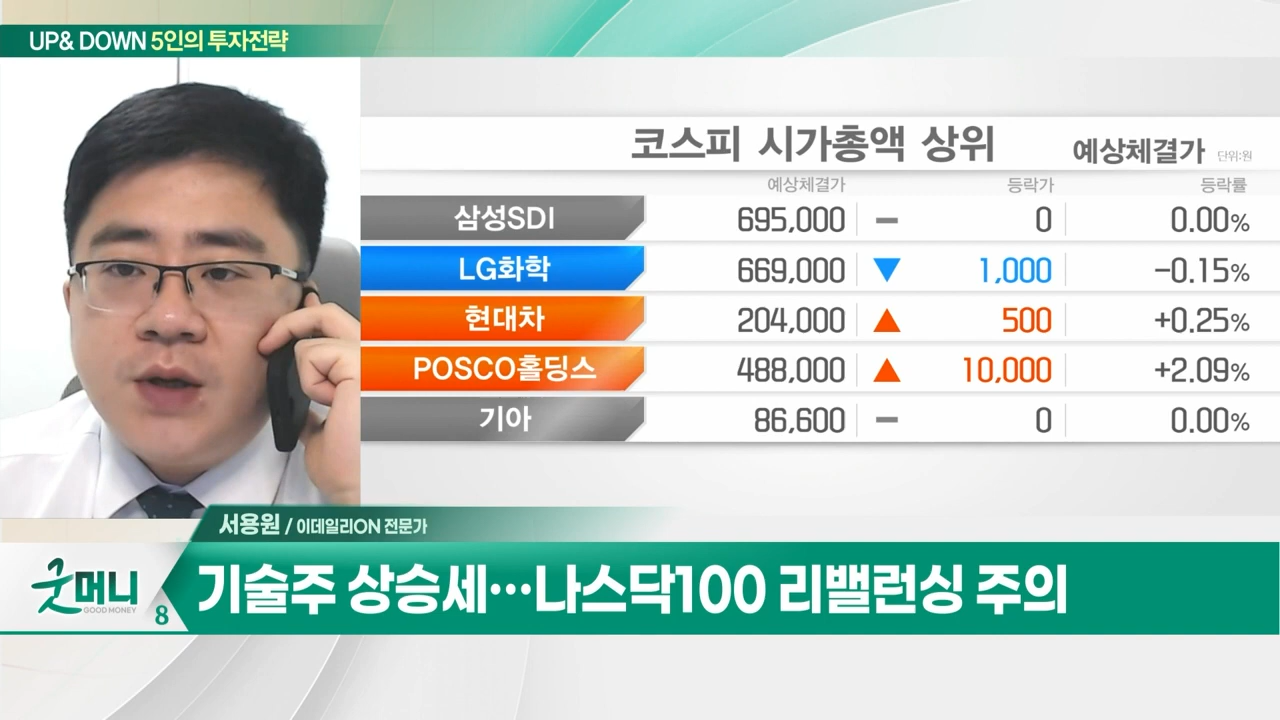 UP& DOWN 5인의 투자전략
코스피 시가총액 상위 예상체결가 단위:원
예상체결가 등락가 등락률
삼성SDI 695,000 0 0.00%
LG화학 669,000 ▼ 1,000 -0.15%
현대차 204,000 ▲ 500 +0.25%
POSCO홀딩스 488,000 ▲ 10,000 +2.09%
기아 86,600 0 0.00%
서용원 / 이데일리ON 전문가
굿머니 GOOD MONEY 8
기술주 상승세…나스닥100 리밸런싱 주의